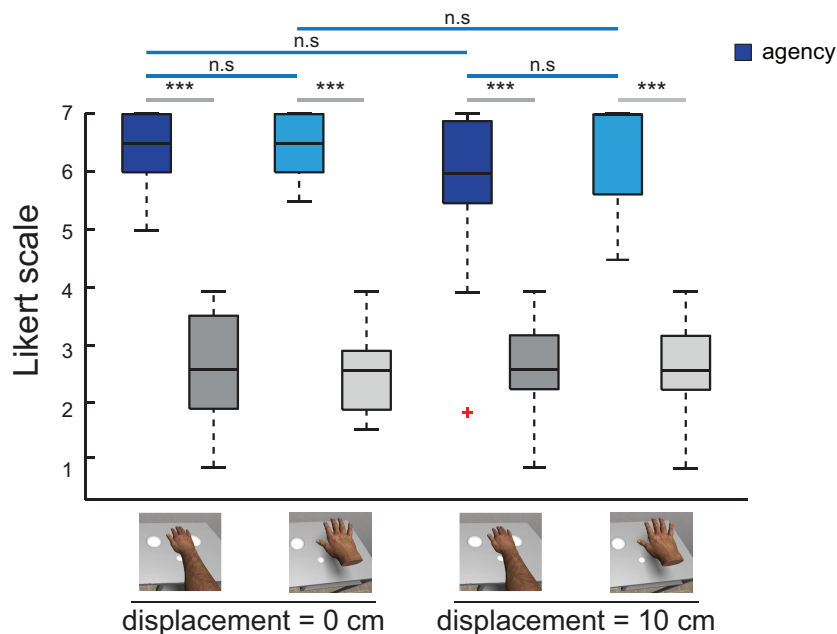 n.s
n.s
agency
n.s
n.s
***
***
***
***
7
6
5
4
3
2
1
Likert scale
displacement = 0 cm
displacement = 10 cm